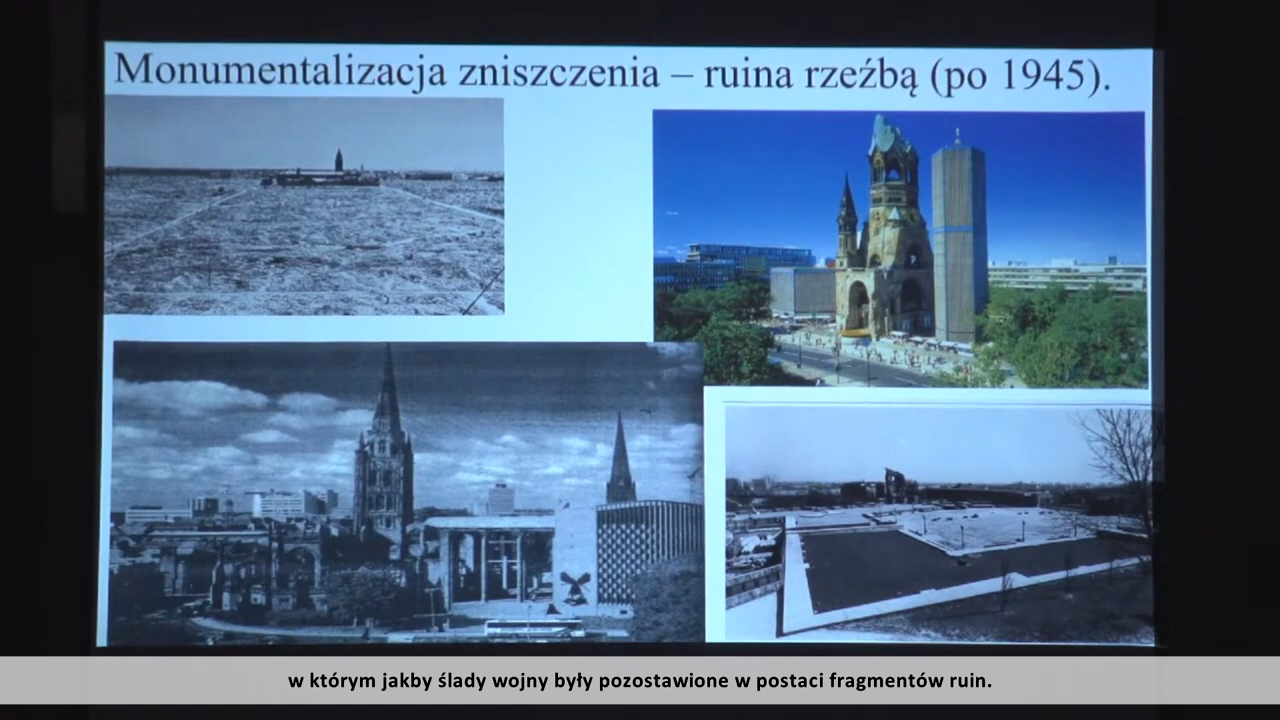 Monumentalizacja zniszczenia – ruina rzeźbą (po 1945).
w którym jakby ślady wojny były pozostawione w postaci fragmentów ruin.